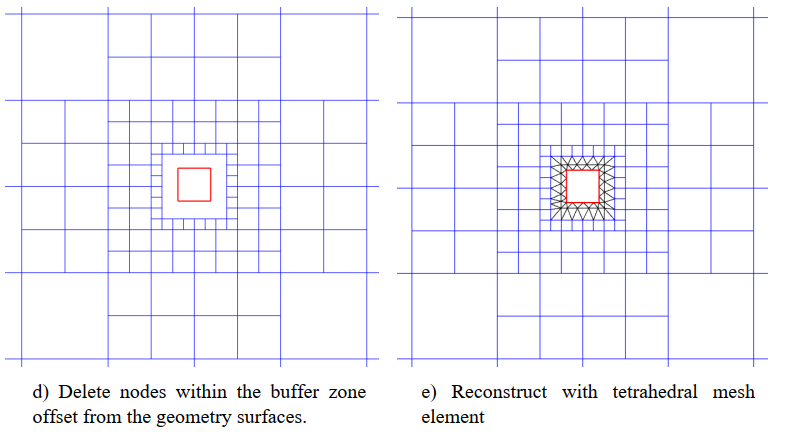 d) Delete nodes within the buffer zone
offset from the geometry surfaces.
e) Reconstruct with tetrahedral mesh
element